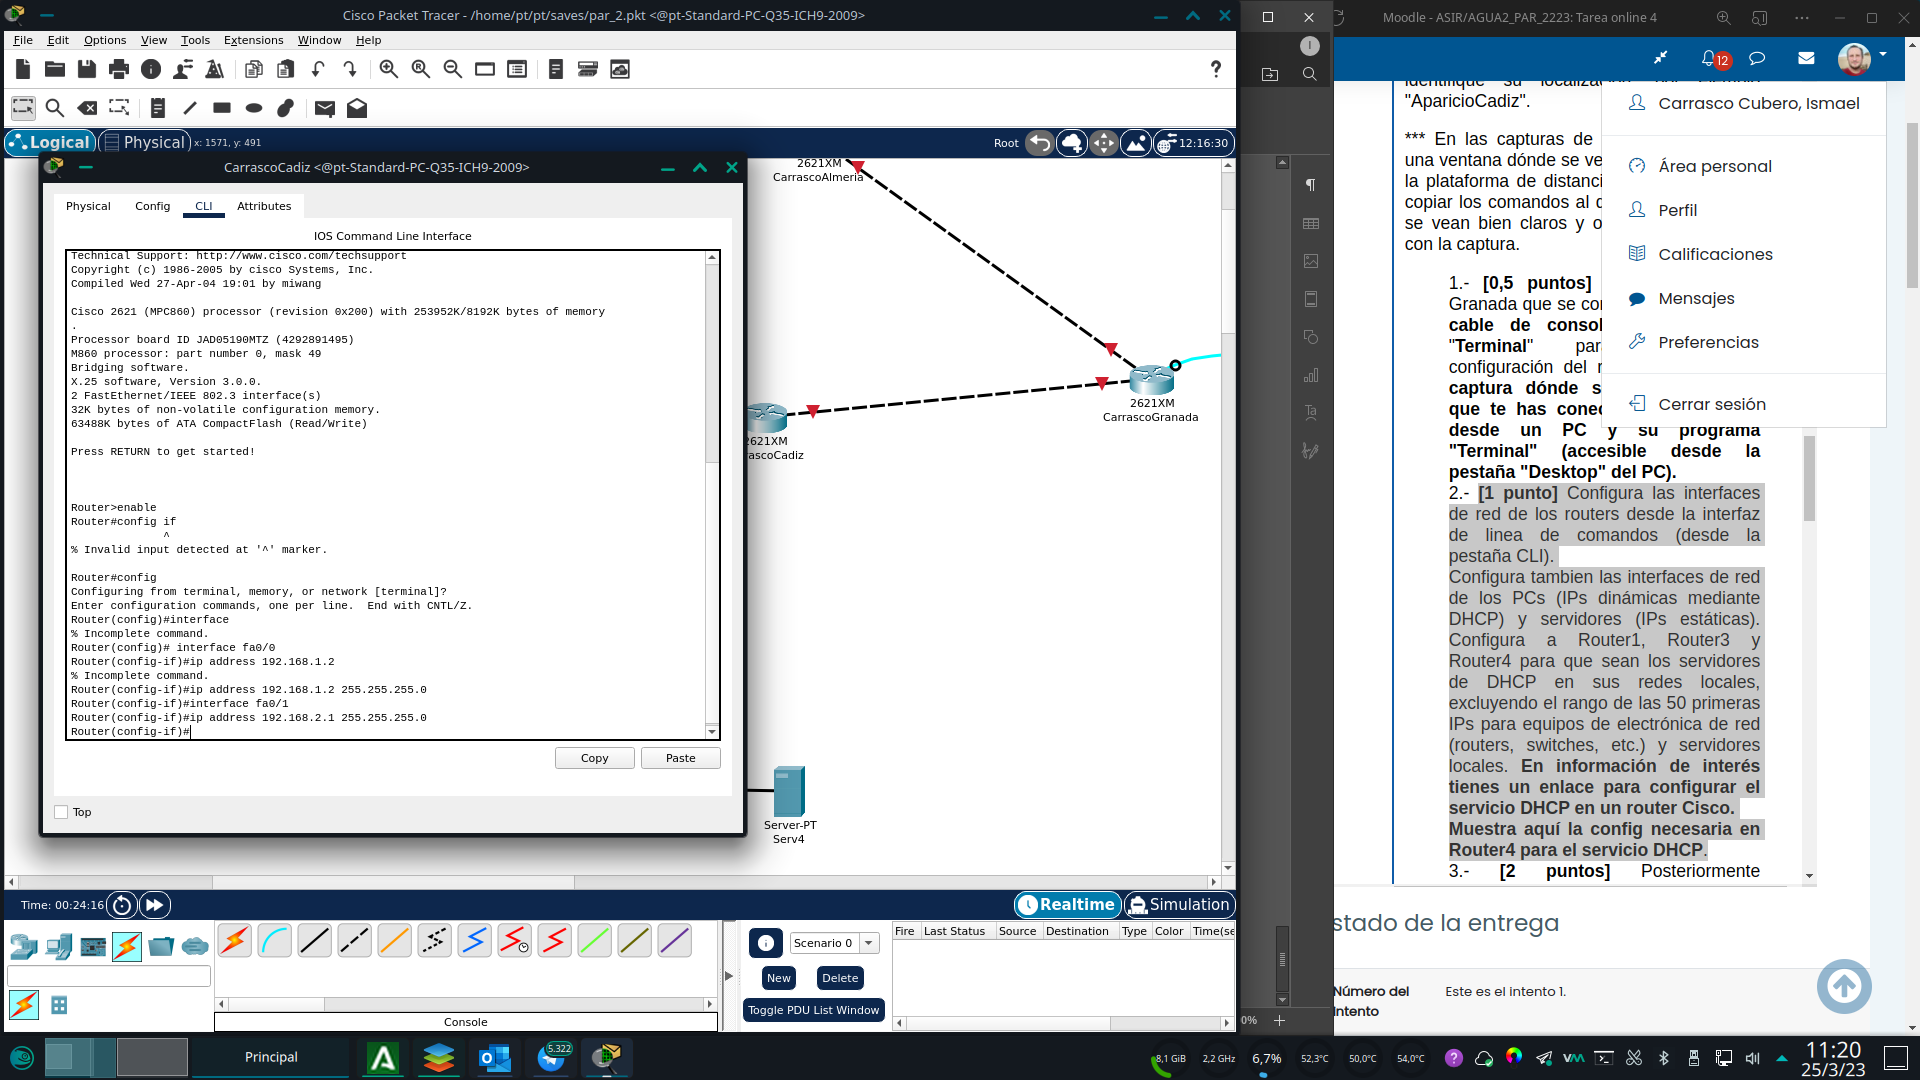 Cisco Packet Tracer - /home/pt/pt/saves/par_2.pkt <@pt-Standard-PC-Q35-ICH9-2009>
File Edit Options View Tools Extensions Window Help
Logical Physical x: 1571, y: 491
Root 12:16:30
CarrascoCadiz <@pt-Standard-PC-Q35-ICH9-2009>
Physical Config CLI Attributes
IOS Command Line Interface
Technical Support: http://www.cisco.com/techsupport
Copyright (c) 1986-2005 by cisco Systems, Inc.
Compiled Wed 27-Apr-04 19:01 by miwang
Cisco 2621 (MPC860) processor (revision 0x200) with 253952K/8192K bytes of memory
.
Processor board ID JAD05190MTZ (4292891495)
M860 processor: part number 0, mask 49
Bridging software.
X.25 software, Version 3.0.0.
2 FastEthernet/IEEE 802.3 interface(s)
32K bytes of non-volatile configuration memory.
63488K bytes of ATA CompactFlash (Read/Write)
Press RETURN to get started!
Router>enable
Router#config if
^
% Invalid input detected at '^' marker.
Router#config
Configuring from terminal, memory, or network [terminal]?
Enter configuration commands, one per line.  End with CNTL/Z.
Router(config)#interface
% Incomplete command.
Router(config)# interface fa0/0
Router(config-if)#ip address 192.168.1.2
% Incomplete command.
Router(config-if)#ip address 192.168.1.2 255.255.255.0
Router(config-if)#interface fa0/1
Router(config-if)#ip address 192.168.2.1 255.255.255.0
Router(config-if)#
Copy Paste
Top
2621XM
CarrascoAlmeria
2621XM
CarrascoGranada
2621XM
rascoCadiz
Server-PT
Serv4
Time: 00:24:16
Realtime Simulation
Console
Scenario 0
New Delete
Toggle PDU List Window
Fire Last Status Source Destination Type Color Time(se
0%
Moodle - ASIR/AGUA2_PAR_2223: Tarea online 4
12
I
"AparicioCadiz".
*** En las capturas de
una ventana dónde se ve
la plataforma de distanci
copiar los comandos al d
se vean bien claros y o
con la captura.
Carrasco Cubero, Ismael
Área personal
Perfil
Calificaciones
Mensajes
Preferencias
Cerrar sesión
1.- [0,5 puntos]
Granada que se co
cable de consol
"Terminal" par
configuración del r
captura dónde s
que te has conec
desde un PC y su programa
"Terminal" (accesible desde la
pestaña "Desktop" del PC).
2.- [1 punto] Configura las interfaces
de red de los routers desde la interfaz
de linea de comandos (desde la
pestaña CLI).
Configura tambien las interfaces de red
de los PCs (IPs dinámicas mediante
DHCP) y servidores (IPs estáticas).
Configura a Router1, Router3 y
Router4 para que sean los servidores
de DHCP en sus redes locales,
excluyendo el rango de las 50 primeras
IPs para equipos de electrónica de red
(routers, switches, etc.) y servidores
locales. En información de interés
tienes un enlace para configurar el
servicio DHCP en un router Cisco.
Muestra aquí la config necesaria en
Router4 para el servicio DHCP.
3.- [2 puntos] Posteriormente
stado de la entrega
Número del
intento
Este es el intento 1.
Principal
5.322
8,1 GiB 2,2 GHz 6,7% 52,3°C 50,0°C 54,0°C
11:20
25/3/23